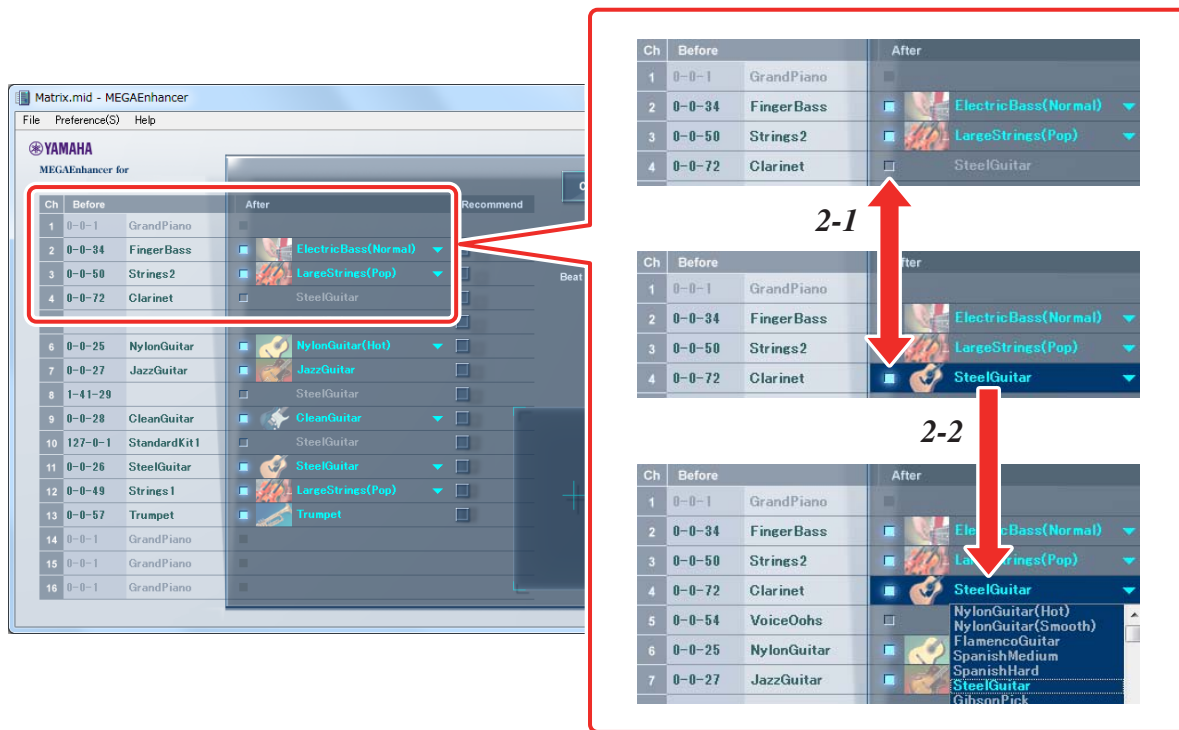 Matrix.mid - MEGAEnhancer
File Preference(S) Help
YAMAHA
MEGAEnhancer for
Ch Before After Recommend
1 0-0-1 GrandPiano
2 0-0-34 FingerBass ElectricBass(Normal)
3 0-0-50 Strings2 LargeStrings(Pop)
4 0-0-72 Clarinet SteelGuitar
6 0-0-25 NylonGuitar NylonGuitar(Hot)
7 0-0-27 JazzGuitar JazzGuitar
8 1-41-29 SteelGuitar
9 0-0-28 CleanGuitar CleanGuitar
10 127-0-1 StandardKit1 SteelGuitar
11 0-0-26 SteelGuitar SteelGuitar
12 0-0-49 Strings1 LargeStrings(Pop)
13 0-0-57 Trumpet Trumpet
14 0-0-1 GrandPiano
15 0-0-1 GrandPiano
16 0-0-1 GrandPiano
Beat
Ch Before After
1 0-0-1 GrandPiano
2 0-0-34 FingerBass ElectricBass(Normal)
3 0-0-50 Strings2 LargeStrings(Pop)
4 0-0-72 Clarinet SteelGuitar
2-1
Ch Before
1 0-0-1 GrandPiano
2 0-0-34 FingerBass ElectricBass(Normal)
3 0-0-50 Strings2 LargeStrings(Pop)
4 0-0-72 Clarinet SteelGuitar
2-2
Ch Before After
1 0-0-1 GrandPiano
2 0-0-34 FingerBass
3 0-0-50 Strings2
4 0-0-72 Clarinet SteelGuitar
5 0-0-54 VoiceOohs
6 0-0-25 NylonGuitar
7 0-0-27 JazzGuitar
NylonGuitar(Hot)
NylonGuitar(Smooth)
FlamencoGuitar
SpanishMedium
SpanishHard
SteelGuitar
GibsonPick